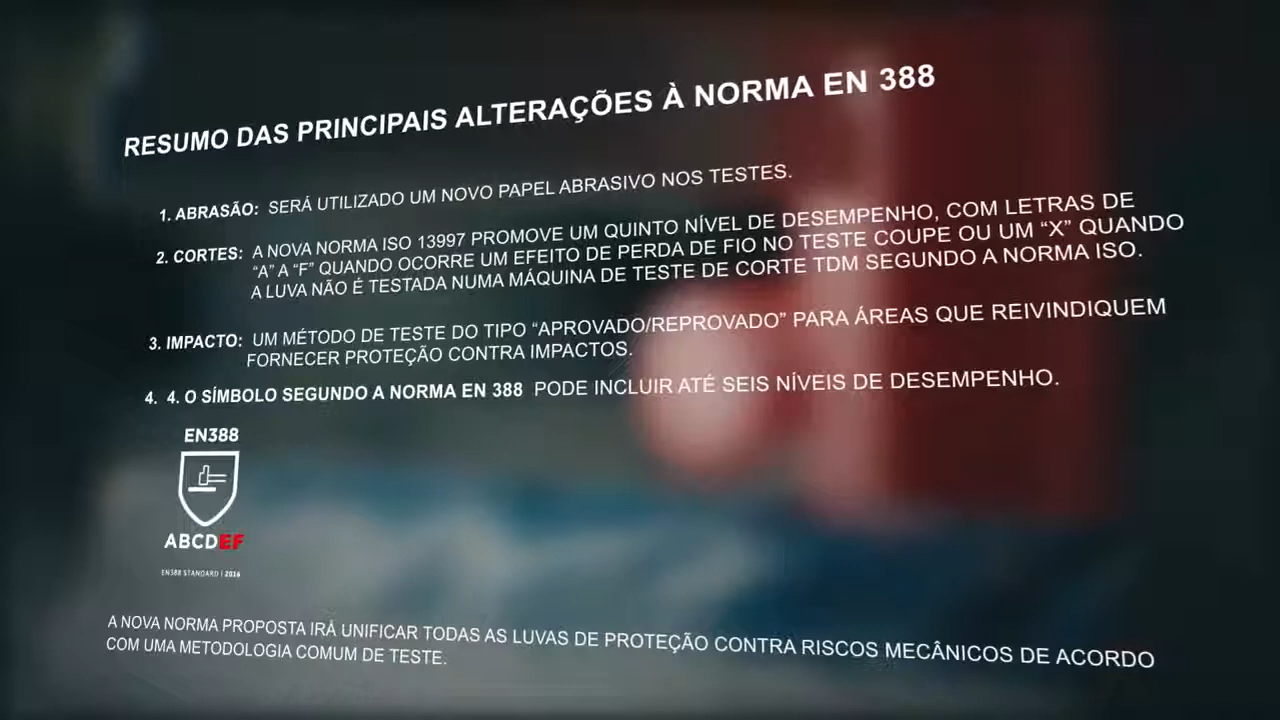 RESUMO DAS PRINCIPAIS ALTERAÇÕES À NORMA EN 388
1. ABRASÃO: SERÁ UTILIZADO UM NOVO PAPEL ABRASIVO NOS TESTES.
2. CORTES: A NOVA NORMA ISO 13997 PROMOVE UM QUINTO NÍVEL DE DESEMPENHO, COM LETRAS DE
“A” A “F” QUANDO OCORRE UM EFEITO DE PERDA DE FIO NO TESTE COUPE OU UM “X” QUANDO
A LUVA NÃO É TESTADA NUMA MÁQUINA DE TESTE DE CORTE TDM SEGUNDO A NORMA ISO.
3. IMPACTO: UM MÉTODO DE TESTE DO TIPO “APROVADO/REPROVADO” PARA ÁREAS QUE REIVINDIQUEM
FORNECER PROTEÇÃO CONTRA IMPACTOS.
4. 4. O SÍMBOLO SEGUNDO A NORMA EN 388 PODE INCLUIR ATÉ SEIS NÍVEIS DE DESEMPENHO.
EN388
ABCDEF
EN388 STANDARD | 2016
A NOVA NORMA PROPOSTA IRÁ UNIFICAR TODAS AS LUVAS DE PROTEÇÃO CONTRA RISCOS MECÂNICOS DE ACORDO
COM UMA METODOLOGIA COMUM DE TESTE.